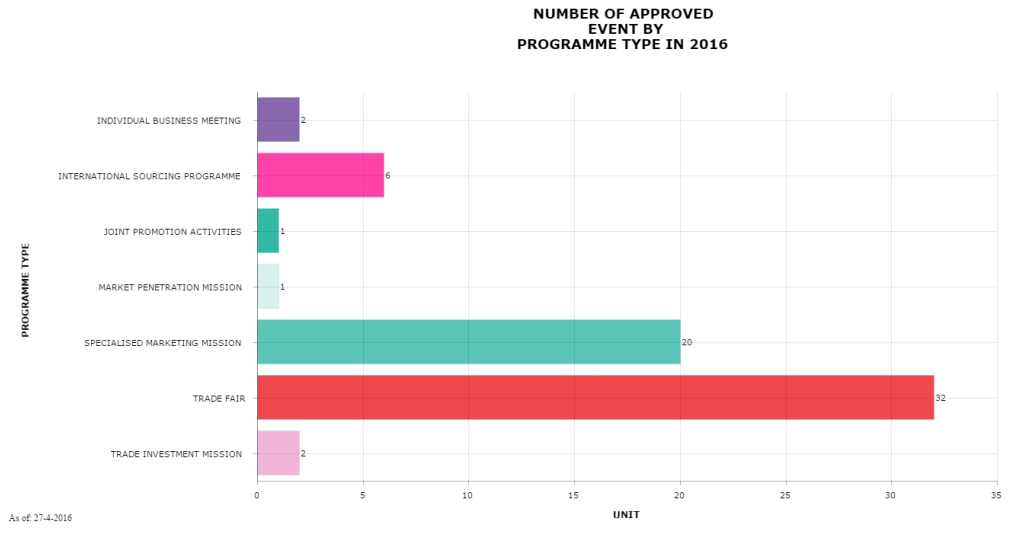 NUMBER OF APPROVED
EVENT BY
PROGRAMME TYPE IN 2016
PROGRAMME TYPE
INDIVIDUAL BUSINESS MEETING
2
INTERNATIONAL SOURCING PROGRAMME
6
JOINT PROMOTION ACTIVITIES
1
MARKET PENETRATION MISSION
1
SPECIALISED MARKETING MISSION
20
TRADE FAIR
32
TRADE INVESTMENT MISSION
2
0 5 10 15 20 25 30 35
UNIT
As of: 27-4-2016